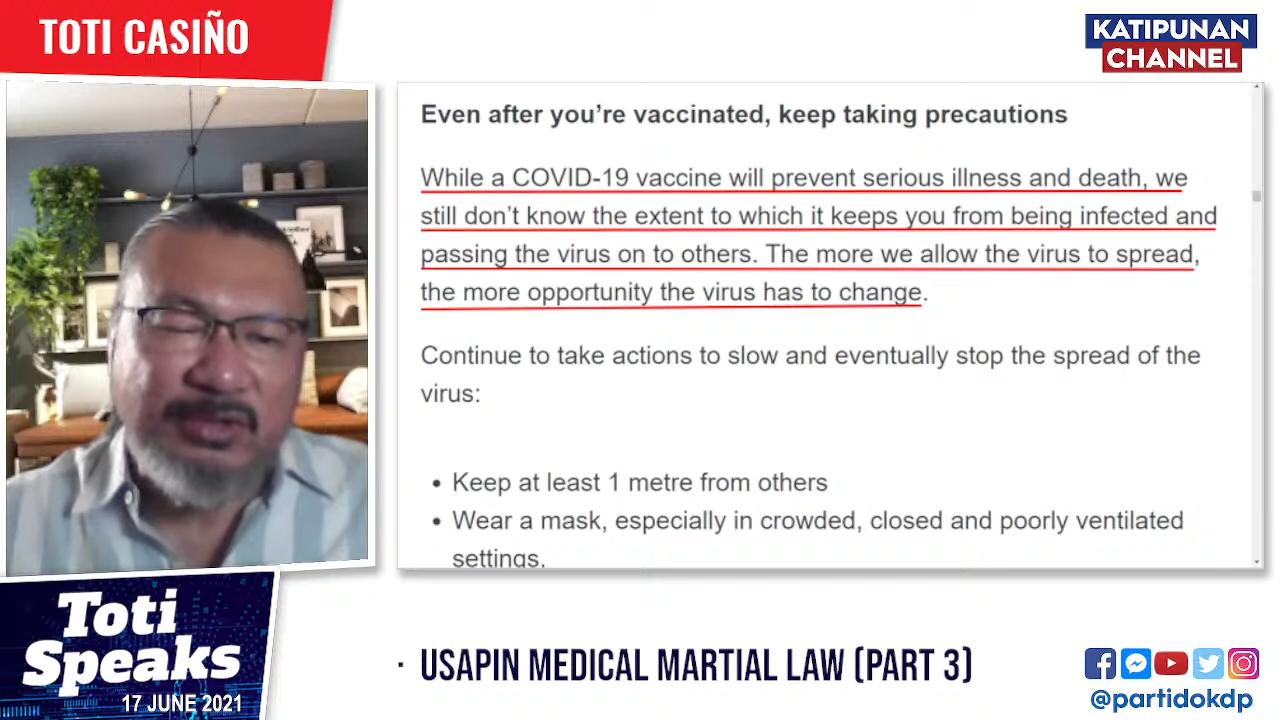 TOTI CASIÑO
KATIPUNAN
CHANNEL
Even after you’re vaccinated, keep taking precautions
While a COVID-19 vaccine will prevent serious illness and death, we
still don’t know the extent to which it keeps you from being infected and
passing the virus on to others. The more we allow the virus to spread,
the more opportunity the virus has to change.
Continue to take actions to slow and eventually stop the spread of the
virus:
• Keep at least 1 metre from others
• Wear a mask, especially in crowded, closed and poorly ventilated
settings.
Toti
Speaks
17 JUNE 2021
· USAPIN MEDICAL MARTIAL LAW (PART 3)
@partidokdp